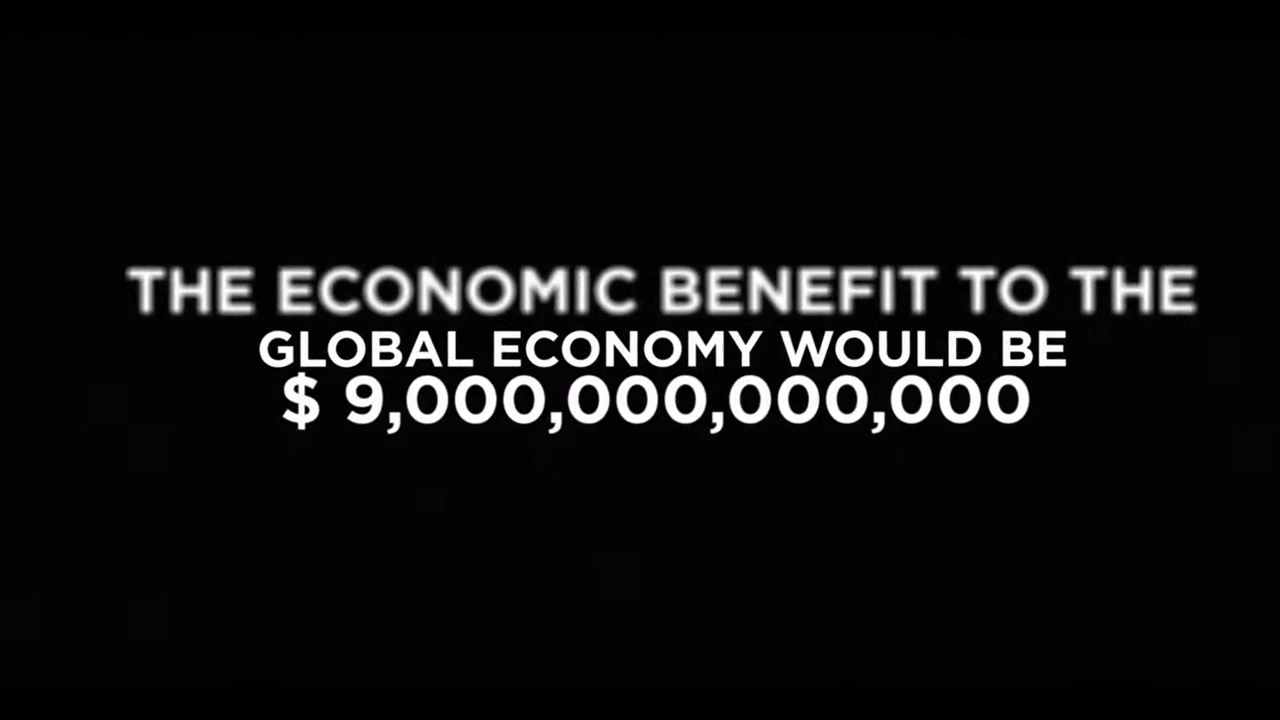 THE ECONOMIC BENEFIT TO THE
GLOBAL ECONOMY WOULD BE
$ 9,000,000,000,000